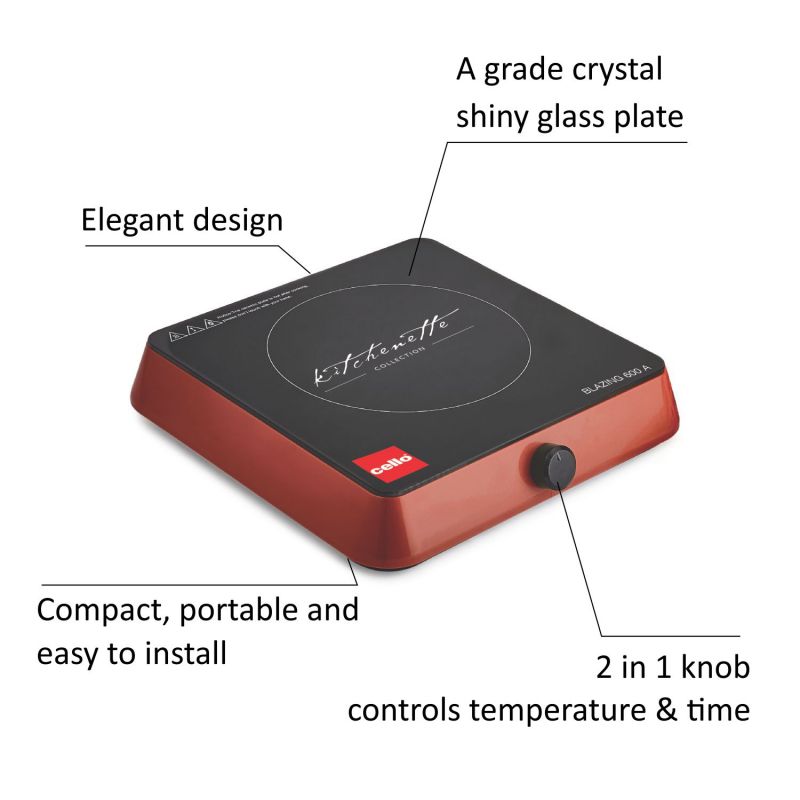 A grade crystal
shiny glass plate
Elegant design
kitchenette
COLLECTION
BLAZING 600 A
cello
Compact, portable and
easy to install
2 in 1 knob
controls temperature & time